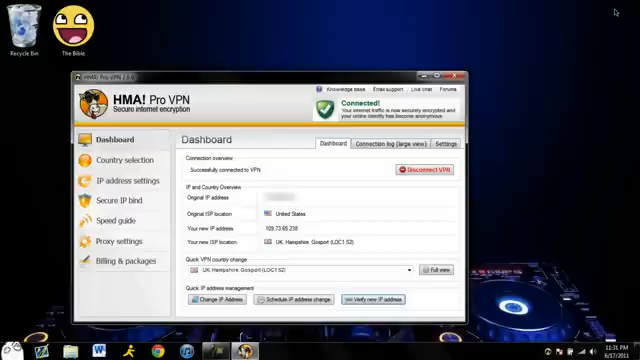 Recycle Bin
The Bible
HMA! Pro VPN 2.6.6
HMA! Pro VPN
Secure internet encryption
Knowledge base
Email support
Live chat
Forums
Connected!
Your internet traffic is now securely encrypted and
your online identity has become anonymous.
Dashboard
Country selection
IP address settings
Secure IP bind
Speed guide
Proxy settings
Billing & packages
Dashboard
Dashboard
Connection log (large view)
Settings
Connection overview
Successfully connected to VPN
Disconnect VPN
IP and Country Overview
Original IP address
Original ISP location
United States
Your new IP address
109.73.65.238
Your new ISP location
UK, Hampshire, Gosport (LOC1 S2)
Quick VPN country change
UK, Hampshire, Gosport (LOC1 S2)
Full view
Quick IP address management
Change IP Address
Schedule IP address change
Verify new IP address
11:31 PM
6/17/2011